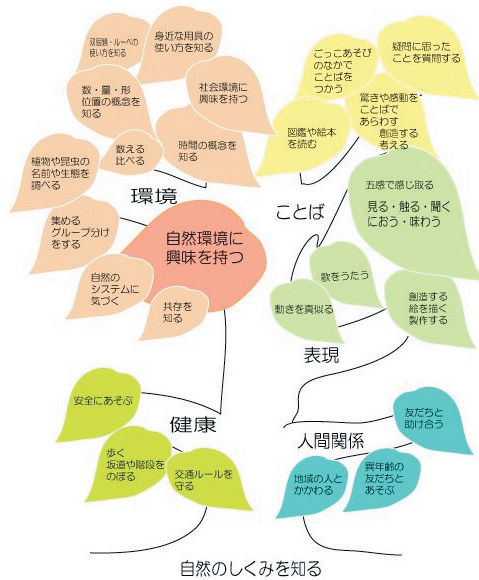 双眼鏡・ルーペの
使い方を知る
身近な用具の
使い方を知る
数・量・形
位置の概念を
知る
社会環境に
興味を持つ
植物や昆虫の
名前や生態を
調べる
数える
比べる
時間の概念を
知る
環境
集める
グループ分け
をする
自然環境に
興味を持つ
自然の
システムに
気づく
共存を
知る
ごっこあそび
のなかで
ことばを
つかう
疑問に思った
ことを質問する
図鑑や絵本
を読む
驚きや感動を
ことばで
あらわす
創造する
考える
ことば
五感で感じ取る
見る・触る・聞く
におう・味わう
歌をうたう
動きを真似る
創造する
絵を描く
製作する
表現
安全にあそぶ
健康
歩く
坂道や階段を
のぼる
交通ルールを
守る
友だちと
助け合う
人間関係
地域の人と
かかわる
異年齢の
友だちと
あそぶ
自然のしくみを知る